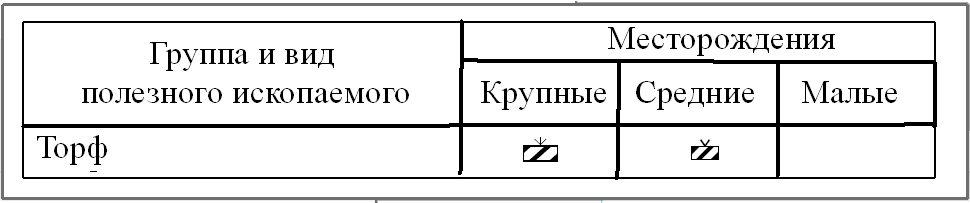 Группа и вид
полезного ископаемого
Месторождения
Крупные
Средние
Малые
Торф